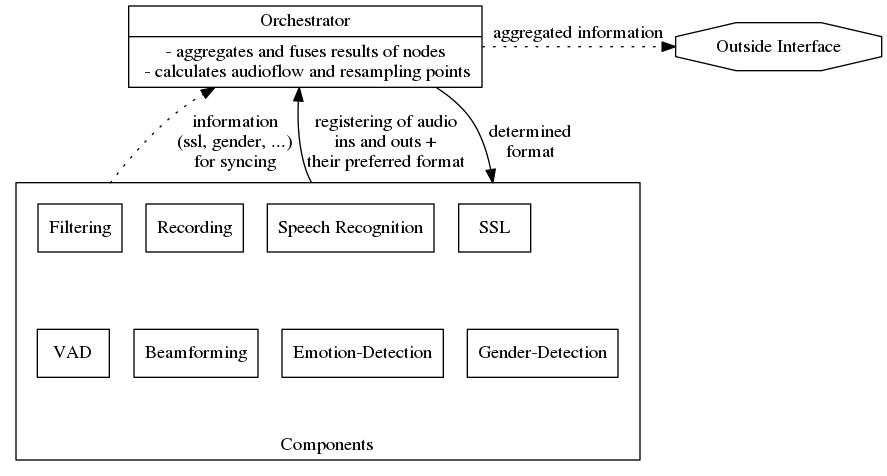 Orchestrator
- aggregates and fuses results of nodes
- calculates audioflow and resampling points
aggregated information
Outside Interface
information
(ssl, gender, ...)
for syncing
registering of audio
ins and outs +
their preferred format
determined
format
Filtering
Recording
Speech Recognition
SSL
VAD
Beamforming
Emotion-Detection
Gender-Detection
Components